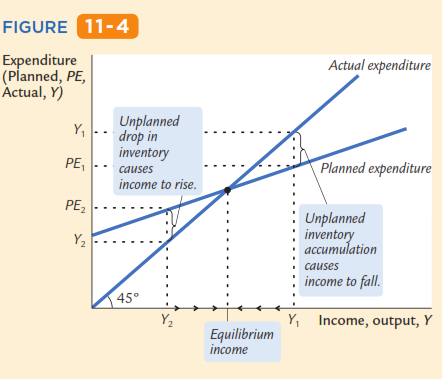 FIGURE 11-4
Expenditure
(Planned, PE,
Actual, Y)
Actual expenditure
Unplanned
drop in
inventory
causes
income to rise.
Y₁
PE₁
Planned expenditure
PE₂
Y₂
Unplanned
inventory
accumulation
causes
income to fall.
45°
Y₂
Y₁
Income, output, Y
Equilibrium
income